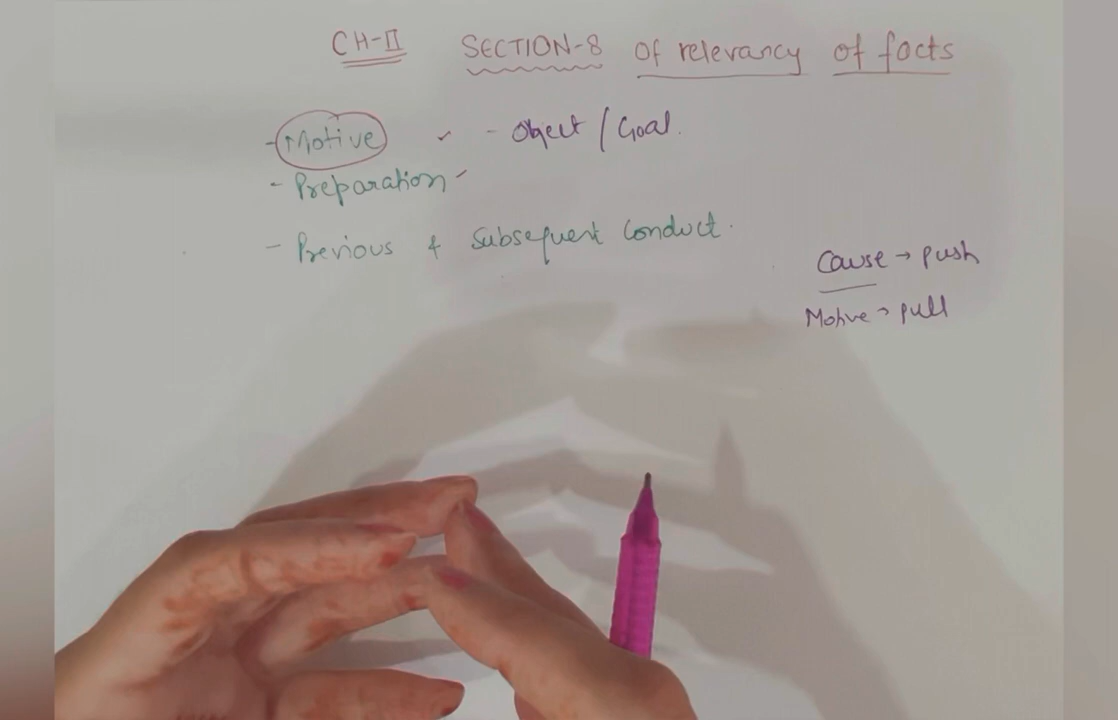 CH-II SECTION-8 Of relevancy of facts
- Motive ✓ - Object / Goal.
- Preparation -
- Previous & Subsequent Conduct.
Cause → push
Motive → pull